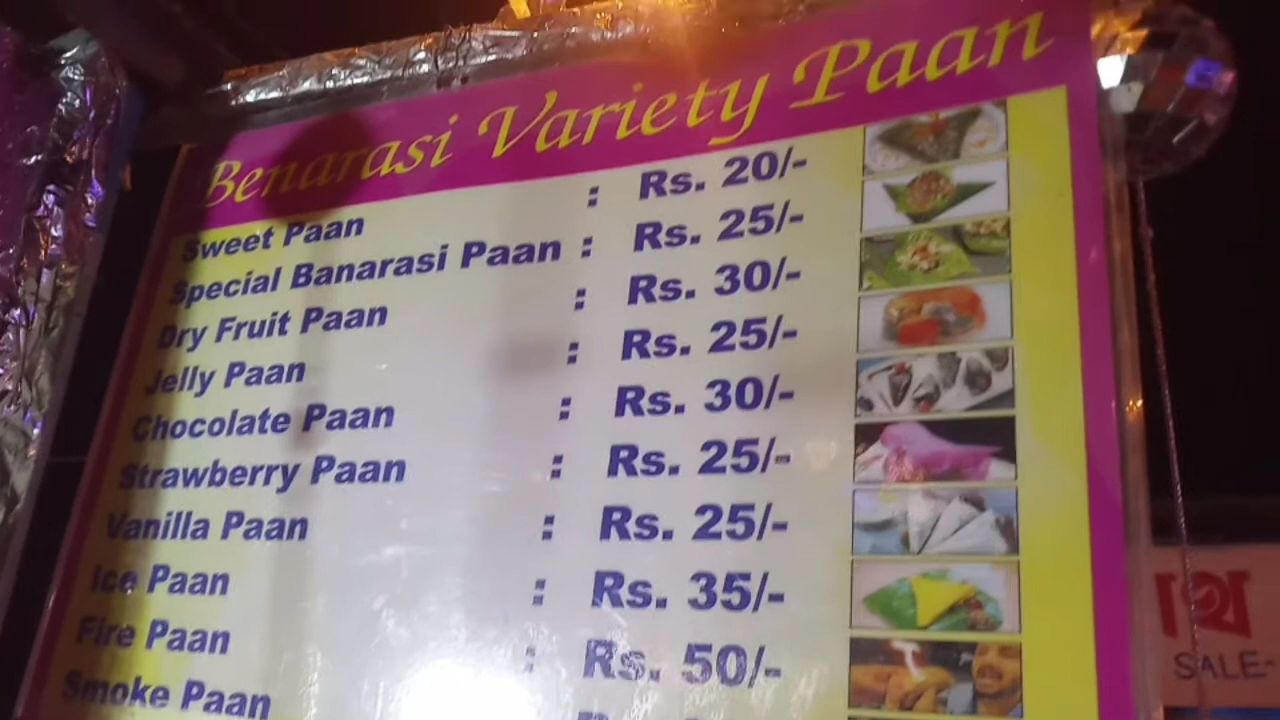 Benarasi Variety Paan
Sweet Paan : Rs. 20/-
Special Banarasi Paan : Rs. 25/-
Dry Fruit Paan : Rs. 30/-
Jelly Paan : Rs. 25/-
Chocolate Paan : Rs. 30/-
Strawberry Paan : Rs. 25/-
Vanilla Paan : Rs. 25/-
Ice Paan : Rs. 35/-
Fire Paan : Rs. 50/-
Smoke Paan
SALE-